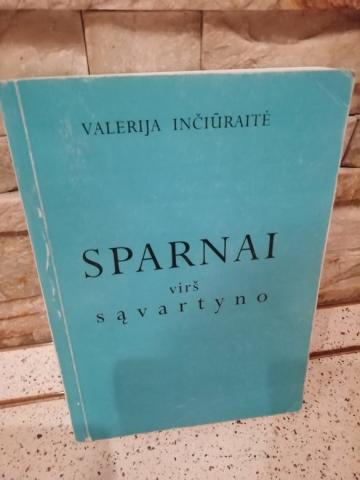 VALERIJA INČIŪRAITĖ
SPARNAI
virš
sąvartyno